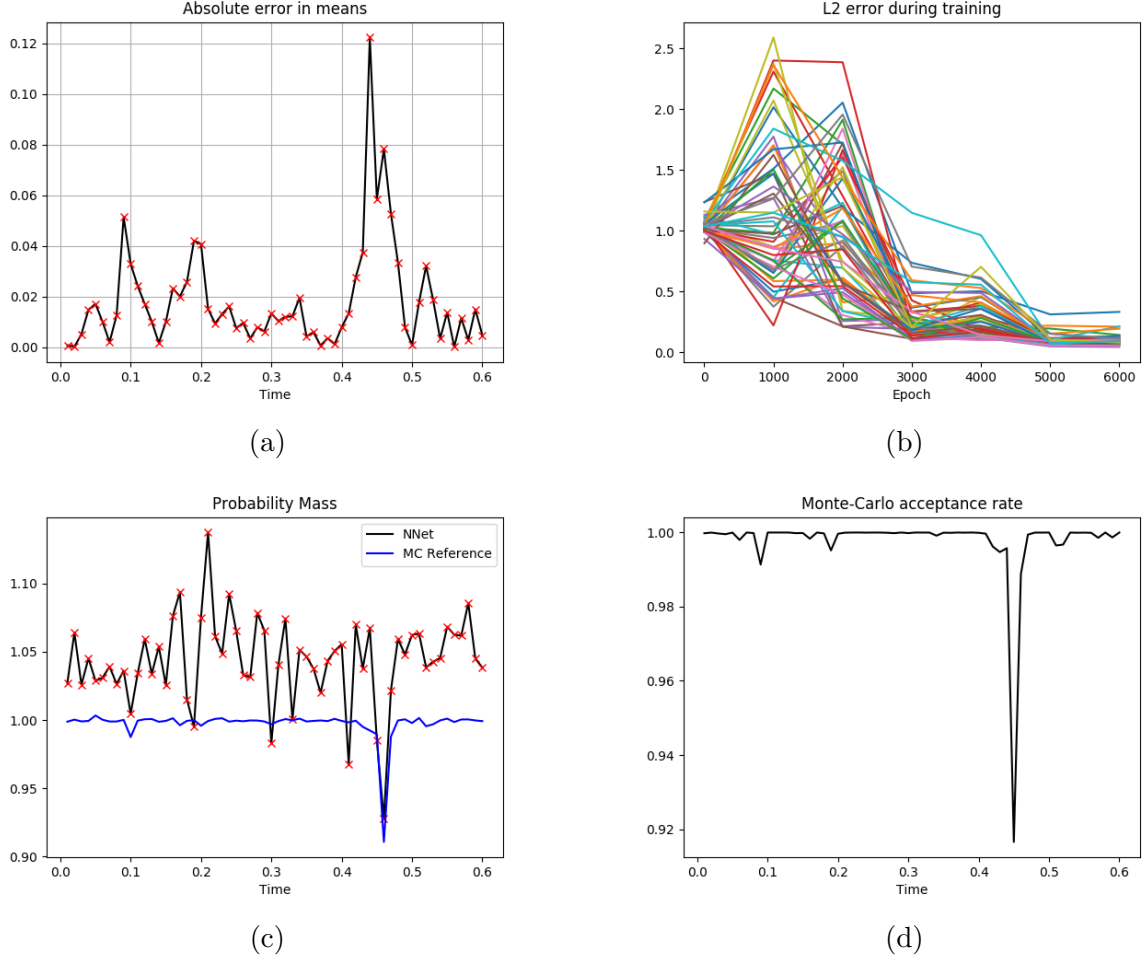 Absolute error in means
0.12
0.10
0.08
0.06
0.04
0.02
0.00
0.0 0.1 0.2 0.3 0.4 0.5 0.6
Time
(a)
L2 error during training
2.5
2.0
1.5
1.0
0.5
0.0
0 1000 2000 3000 4000 5000 6000
Epoch
(b)
Probability Mass
NNet
MC Reference
1.10
1.05
1.00
0.95
0.90
0.0 0.1 0.2 0.3 0.4 0.5 0.6
Time
(c)
Monte-Carlo acceptance rate
1.00
0.98
0.96
0.94
0.92
0.0 0.1 0.2 0.3 0.4 0.5 0.6
Time
(d)